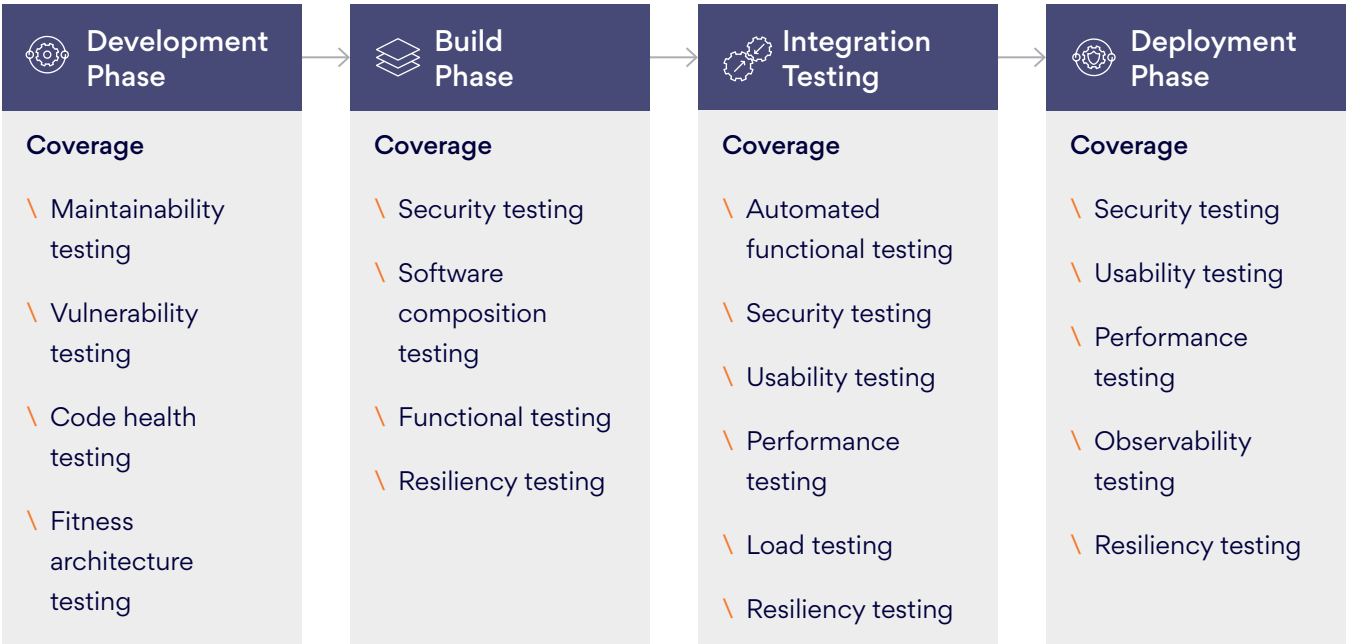 Development
Phase
Coverage
\ Maintainability
testing
\ Vulnerability
testing
\ Code health
testing
\ Fitness
architecture
testing
Build
Phase
Coverage
\ Security testing
\ Software
composition
testing
\ Functional testing
\ Resiliency testing
Integration
Testing
Coverage
\ Automated
functional testing
\ Security testing
\ Usability testing
\ Performance
testing
\ Load testing
\ Resiliency testing
Deployment
Phase
Coverage
\ Security testing
\ Usability testing
\ Performance
testing
\ Observability
testing
\ Resiliency testing